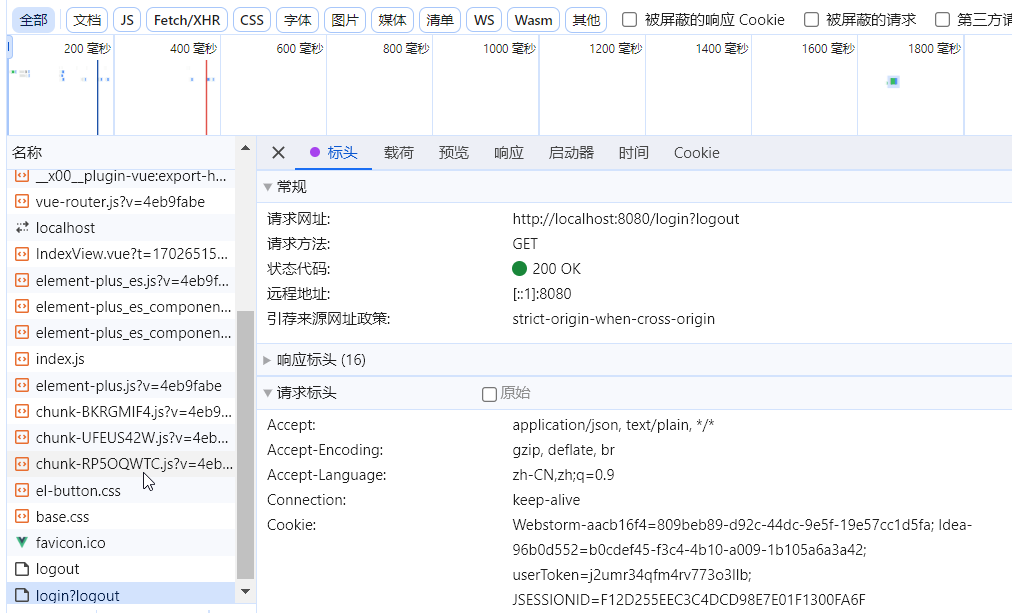 全部 文档 JS Fetch/XHR CSS 字体 图片 媒体 清单 WS Wasm 其他 被屏蔽的响应 Cookie 被屏蔽的请求 第三方请
200 毫秒 400 毫秒 600 毫秒 800 毫秒 1000 毫秒 1200 毫秒 1400 毫秒 1600 毫秒 1800 毫秒
名称
__x00__plugin-vue:export-h...
vue-router.js?v=4eb9fabe
localhost
IndexView.vue?t=17026515...
element-plus_es.js?v=4eb9f...
element-plus_es_componen...
element-plus_es_componen...
index.js
element-plus.js?v=4eb9fabe
chunk-BKRGMIF4.js?v=4eb9...
chunk-UFEUS42W.js?v=4eb...
chunk-RP5OQWTC.js?v=4eb...
el-button.css
base.css
favicon.ico
logout
login?logout
标头 载荷 预览 响应 启动器 时间 Cookie
常规
请求网址: http://localhost:8080/login?logout
请求方法: GET
状态代码: 200 OK
远程地址: [::1]:8080
引荐来源网址政策: strict-origin-when-cross-origin
响应标头 (16)
请求标头 原始
Accept: application/json, text/plain, */*
Accept-Encoding: gzip, deflate, br
Accept-Language: zh-CN,zh;q=0.9
Connection: keep-alive
Cookie: Webstorm-aacb16f4=809beb89-d92c-44dc-9e5f-19e57cc1d5fa; Idea-
96b0d552=b0cdef45-f3c4-4b10-a009-1b105a6a3a42;
userToken=j2umr34qfm4rv773o3llb;
JSESSIONID=F12D255EEC3C4DCD98E7E01F1300FA6F